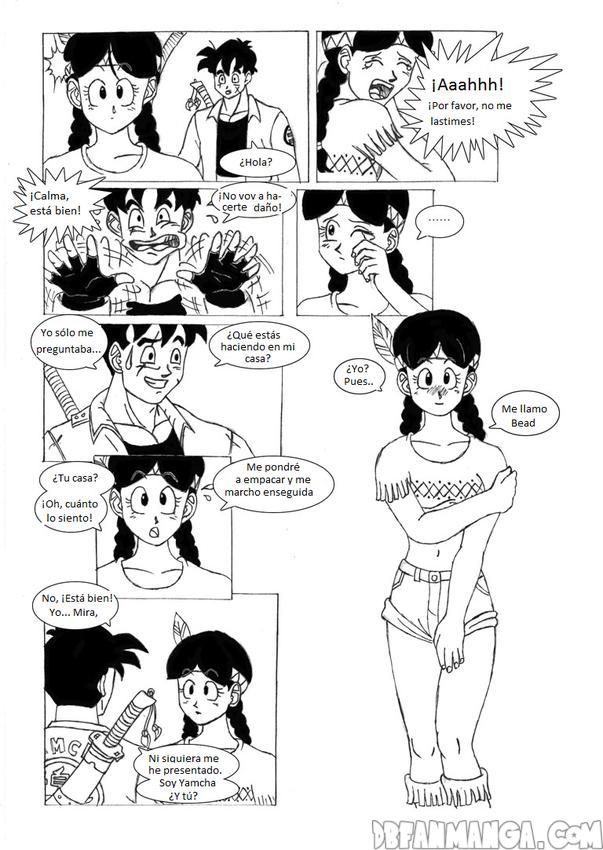 ¿Hola?
¡Aaahhh!
¡Por favor, no me
lastimes!
¡Calma,
está bien!
¡No voy a ha-
certe daño!
......
Yo sólo me
preguntaba...
¿Qué estás
haciendo en mi
casa?
¿Tu casa?
¡Oh, cuánto
lo siento!
Me pondré
a empacar y me
marcho enseguida
¿Yo?
Pues..
Me llamo
Bead
No, ¡Está bien!
Yo... Mira,
Ni siquiera me
he presentado.
Soy Yamcha
¿Y tú?
DBFANMANGA.COM